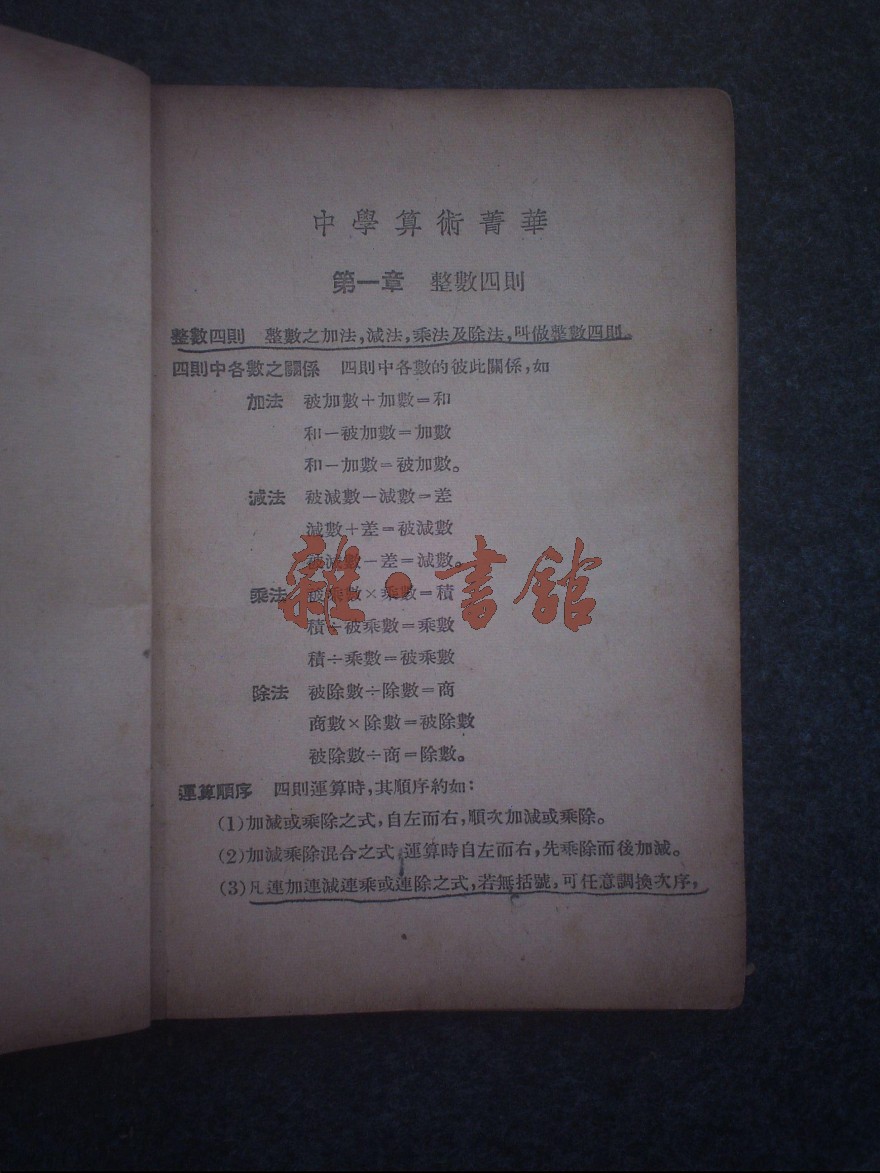 中學算術菁華
第一章 整數四則
整數四則 整數之加法,減法,乘法及除法,叫做整數四則。
四則中各數之關係 四則中各數的彼此關係,如
加法 被加數+加數=和
和-被加數=加數
和-加數=被加數。
減法 被減數-減數=差
減數+差=被減數
被減數-差=減數。
乘法 被乘數×乘數=積
積÷被乘數=乘數
積÷乘數=被乘數
除法 被除數÷除數=商
商數×除數=被除數
被除數÷商=除數。
運算順序 四則運算時,其順序約如:
(1)加減或乘除之式,自左而右,順次加減或乘除。
(2)加減乘除混合之式,運算時自左而右,先乘除而後加減。
(3)凡連加連減連乘或連除之式,若無括號,可任意調換次序,
雜·書館